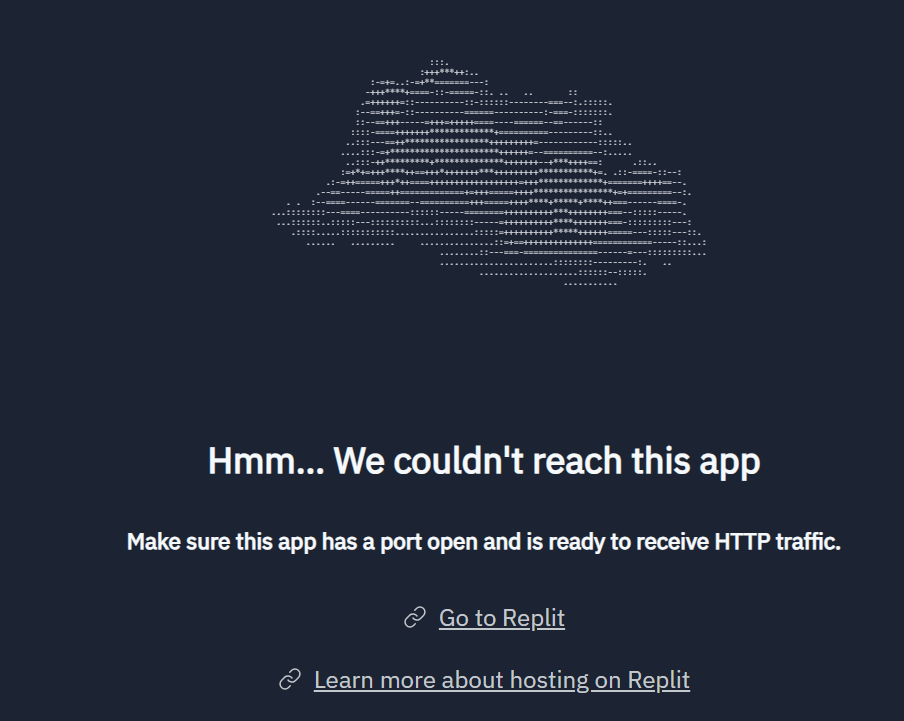 Hmm... We couldn't reach this app
Make sure this app has a port open and is ready to receive HTTP traffic.
Go to Replit
Learn more about hosting on Replit